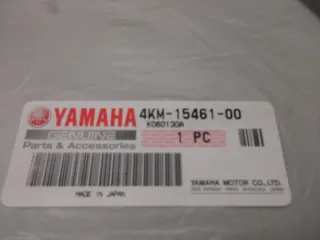 YAMAHA 4KM-15461-00
GENUINE
Parts & Accessories
1 PC
MADE IN JAPAN
YAMAHA MOTOR CO., LTD.